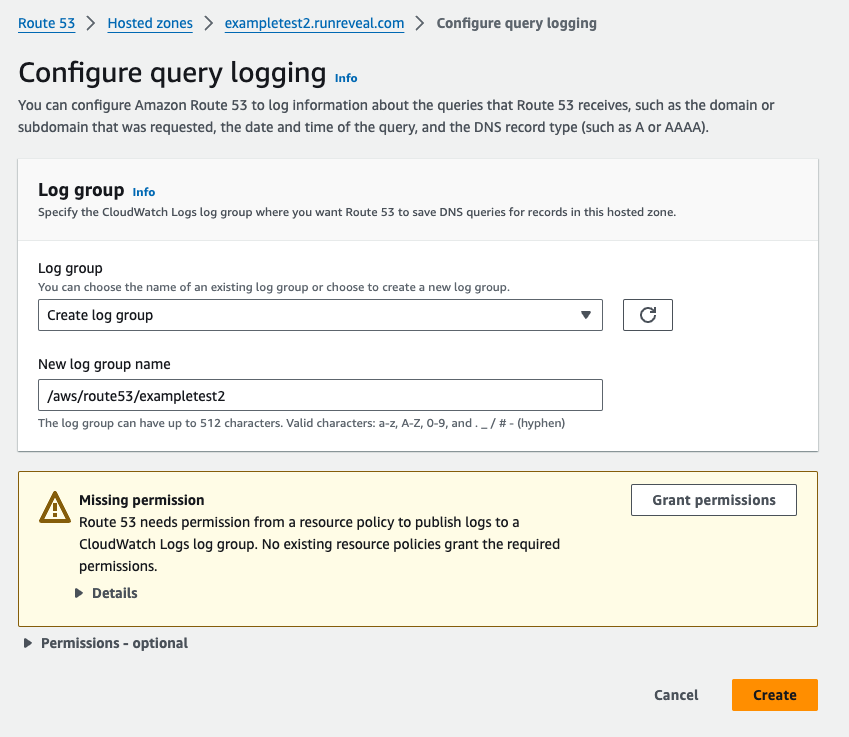 Route 53 > Hosted zones > exampletest2.runreveal.com > Configure query logging
Configure query logging Info
You can configure Amazon Route 53 to log information about the queries that Route 53 receives, such as the domain or
subdomain that was requested, the date and time of the query, and the DNS record type (such as A or AAAA).
Log group Info
Specify the CloudWatch Logs log group where you want Route 53 to save DNS queries for records in this hosted zone.
Log group
You can choose the name of an existing log group or choose to create a new log group.
Create log group
New log group name
/aws/route53/exampletest2
The log group can have up to 512 characters. Valid characters: a-z, A-Z, 0-9, and . _ / # - (hyphen)
Missing permission
Grant permissions
Route 53 needs permission from a resource policy to publish logs to a
CloudWatch Logs log group. No existing resource policies grant the required
permissions.
Details
Permissions - optional
Cancel
Create